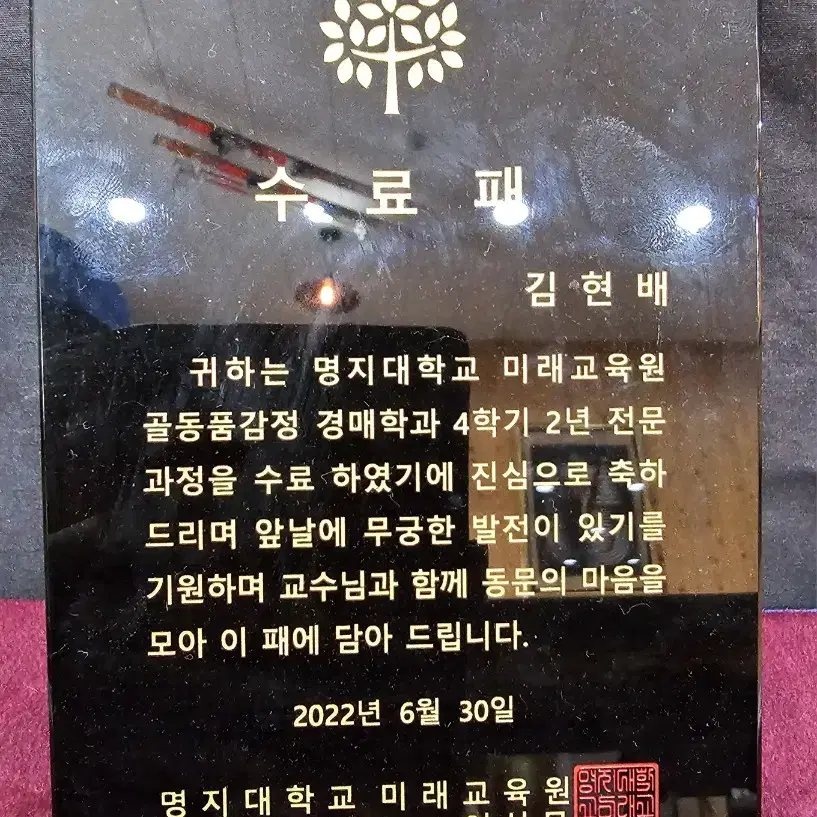 수 료 패
김 현 배
귀하는 명지대학교 미래교육원
골동품감정 경매학과 4학기 2년 전문
과정을 수료 하였기에 진심으로 축하
드리며 앞날에 무궁한 발전이 있기를
기원하며 교수님과 함께 동문의 마음을
모아 이 패에 담아 드립니다.
2022년 6월 30일
명지대학교 미래교육원